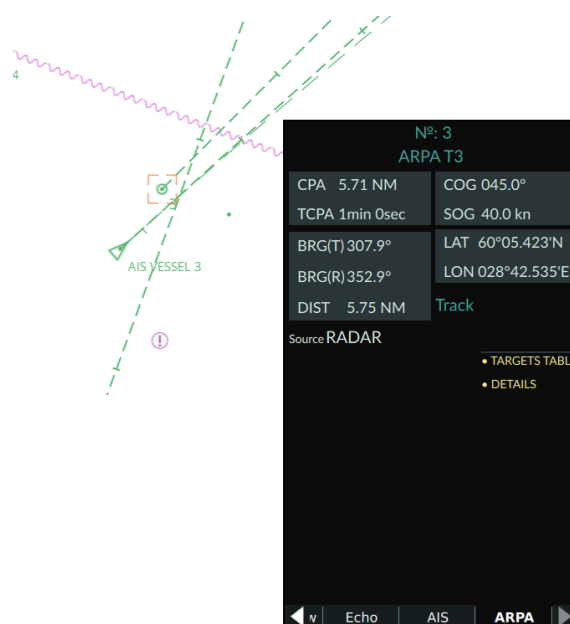 4
AIS VESSEL 3
Nº: 3
ARPA T3
CPA 5.71 NM
TCPA 1min 0sec
COG 045.0°
SOG 40.0 kn
BRG(T) 307.9°
BRG(R) 352.9°
DIST 5.75 NM
LAT 60°05.423'N
LON 028°42.535'E
Track
Source RADAR
• TARGETS TABL
• DETAILS
Echo AIS ARPA